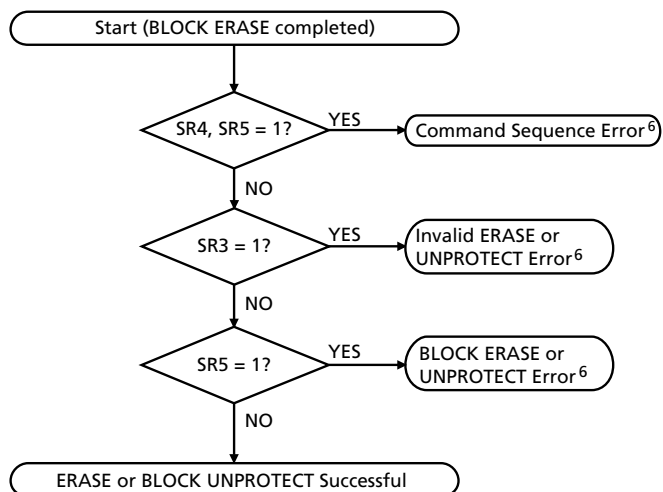 Start (BLOCK ERASE completed)
SR4, SR5 = 1?
YES
Command Sequence Error6
NO
SR3 = 1?
YES
Invalid ERASE or
UNPROTECT Error6
NO
SR5 = 1?
YES
BLOCK ERASE or
UNPROTECT Error6
NO
ERASE or BLOCK UNPROTECT Successful